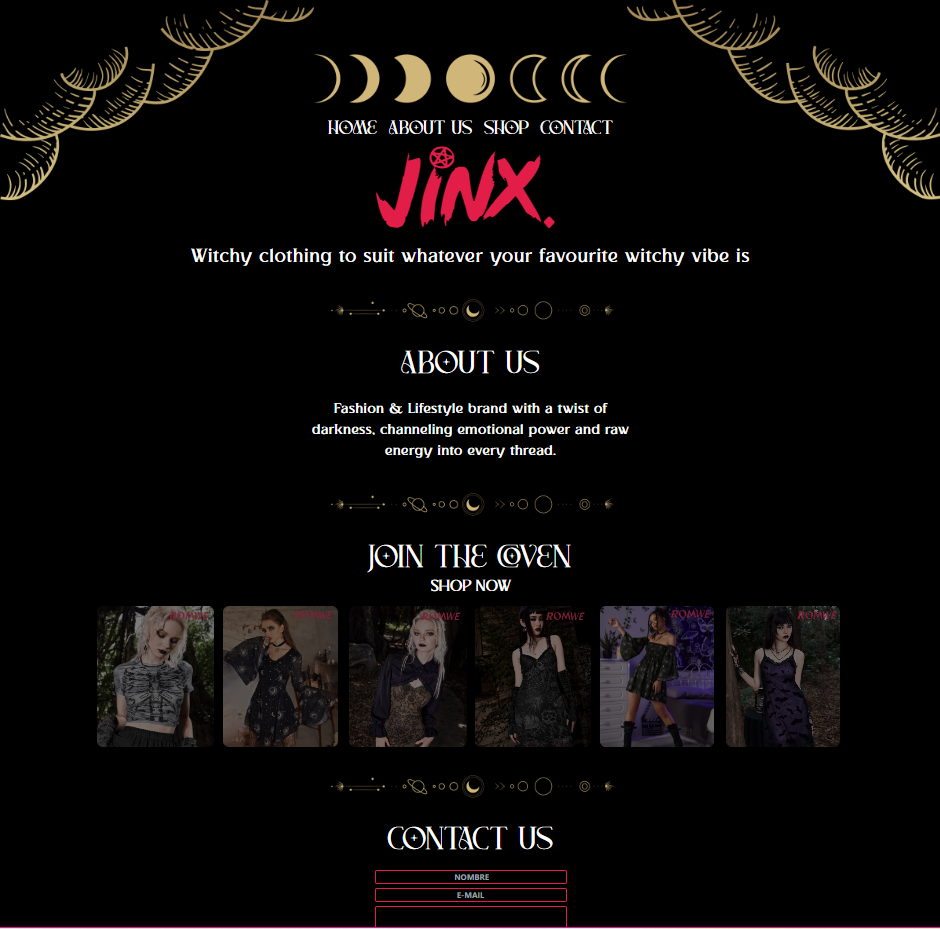 HOME ABOUT US SHOP CONTACT
JiNX.
Witchy clothing to suit whatever your favourite witchy vibe is
ABOUT US
Fashion & Lifestyle brand with a twist of
darkness, channeling emotional power and raw
energy into every thread.
JOIN THE COVEN
SHOP NOW
ROMWE ROMWE ROMWE ROMWE ROMWE ROMWE
CONTACT US
NOMBRE
E-MAIL